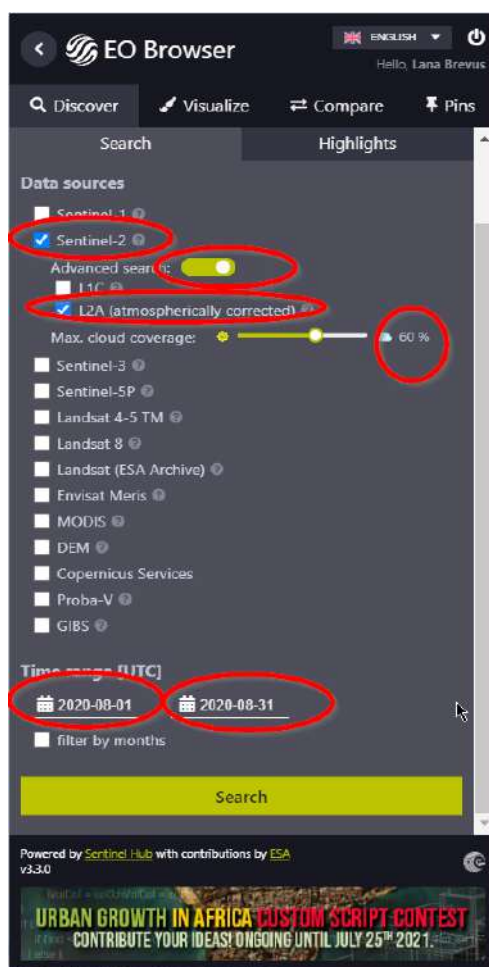 EO Browser
ENGLISH
Hello, Lana Brevus
Discover Visualize Compare Pins
Search Highlights
Data sources
Sentinel-1
Sentinel-2
Advanced search:
L1C
L2A (atmospherically corrected)
Max. cloud coverage: 60 %
Sentinel-3
Sentinel-5P
Landsat 4-5 TM
Landsat 8
Landsat (ESA Archive)
Envisat Meris
MODIS
DEM
Copernicus Services
Proba-V
GIBS
Time range [UTC]
2020-08-01 2020-08-31
filter by months
Search
Powered by Sentinel Hub with contributions by ESA
v3.3.0
URBAN GROWTH IN AFRICA CUSTOM SCRIPT CONTEST
CONTRIBUTE YOUR IDEAS! ONGOING UNTIL JULY 25TH 2021.